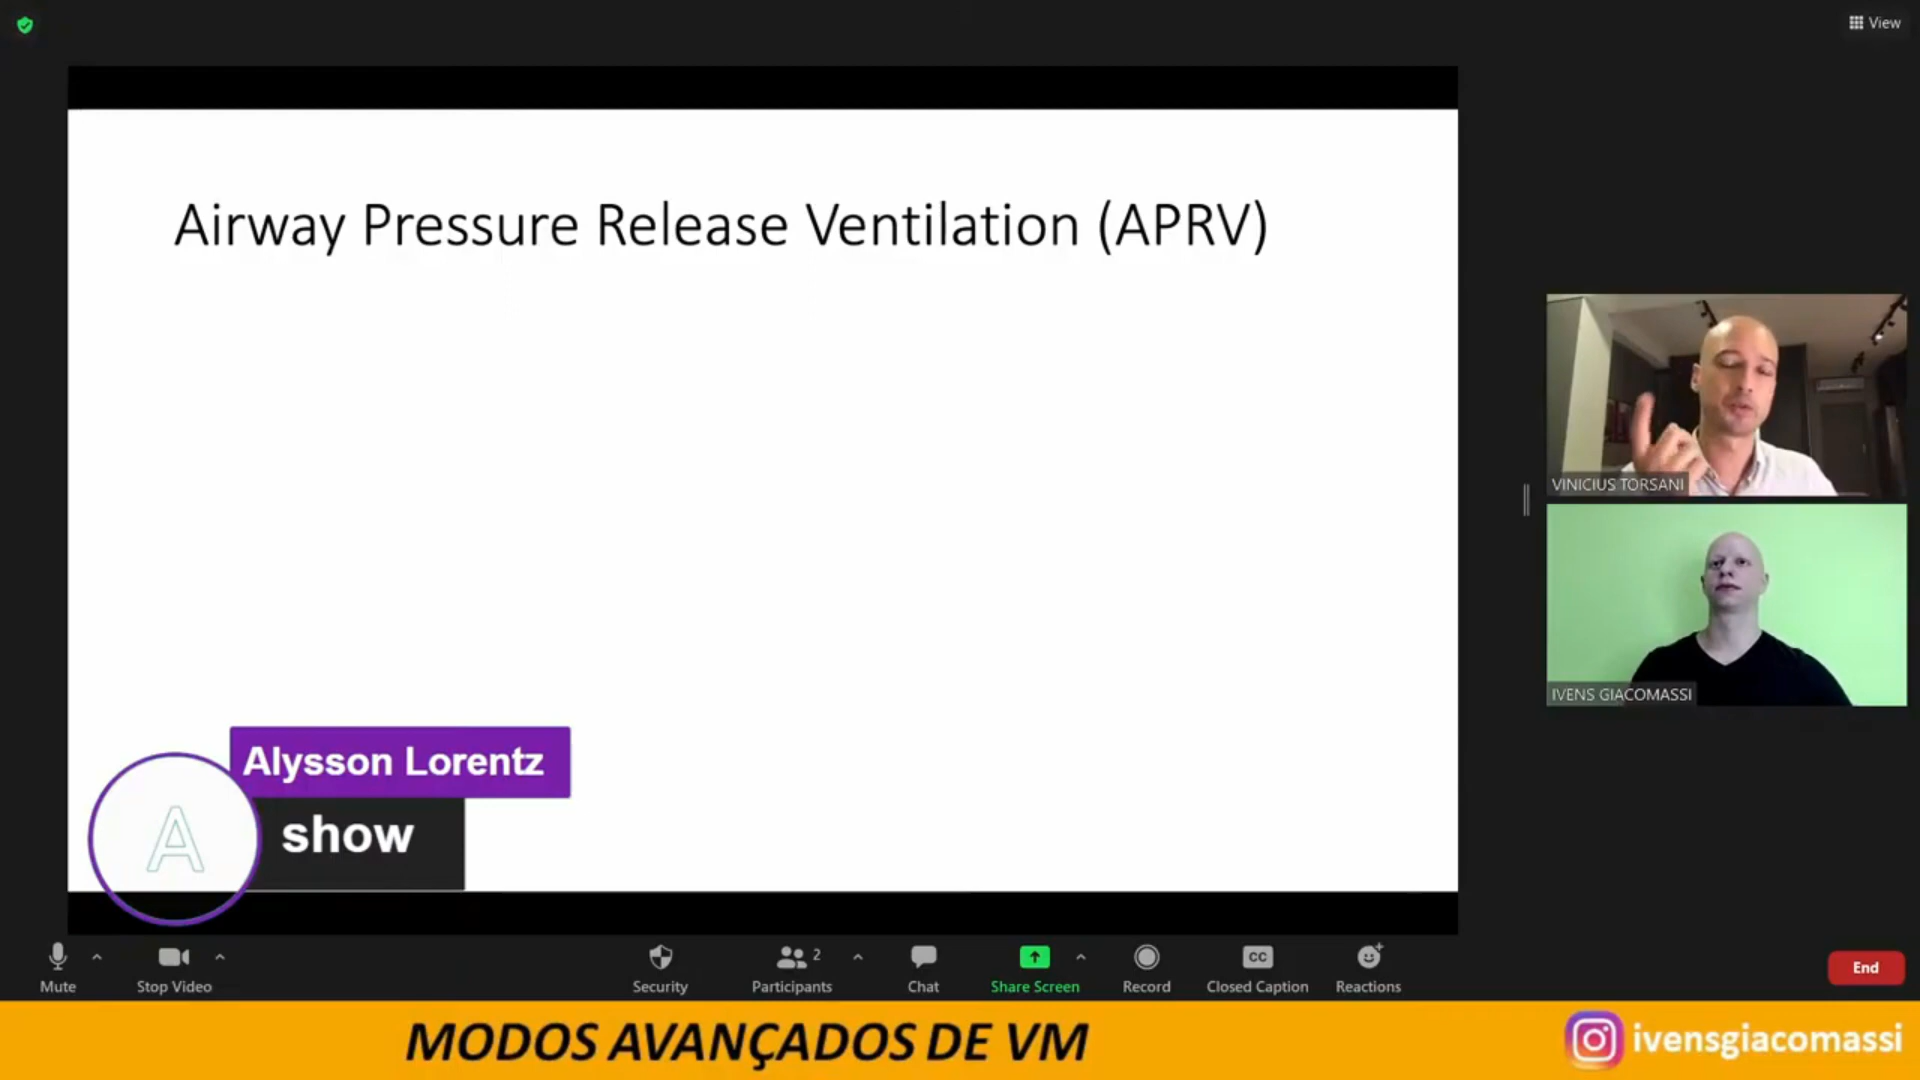 View
Airway Pressure Release Ventilation (APRV)
VINICIUS TORSANI
IVENS GIACOMASSI
Alysson Lorentz
A
show
Mute
Stop Video
Security
2
Participants
Chat
Share Screen
Record
CC
Closed Caption
Reactions
End
MODOS AVANÇADOS DE VM
ivensgiacomassi